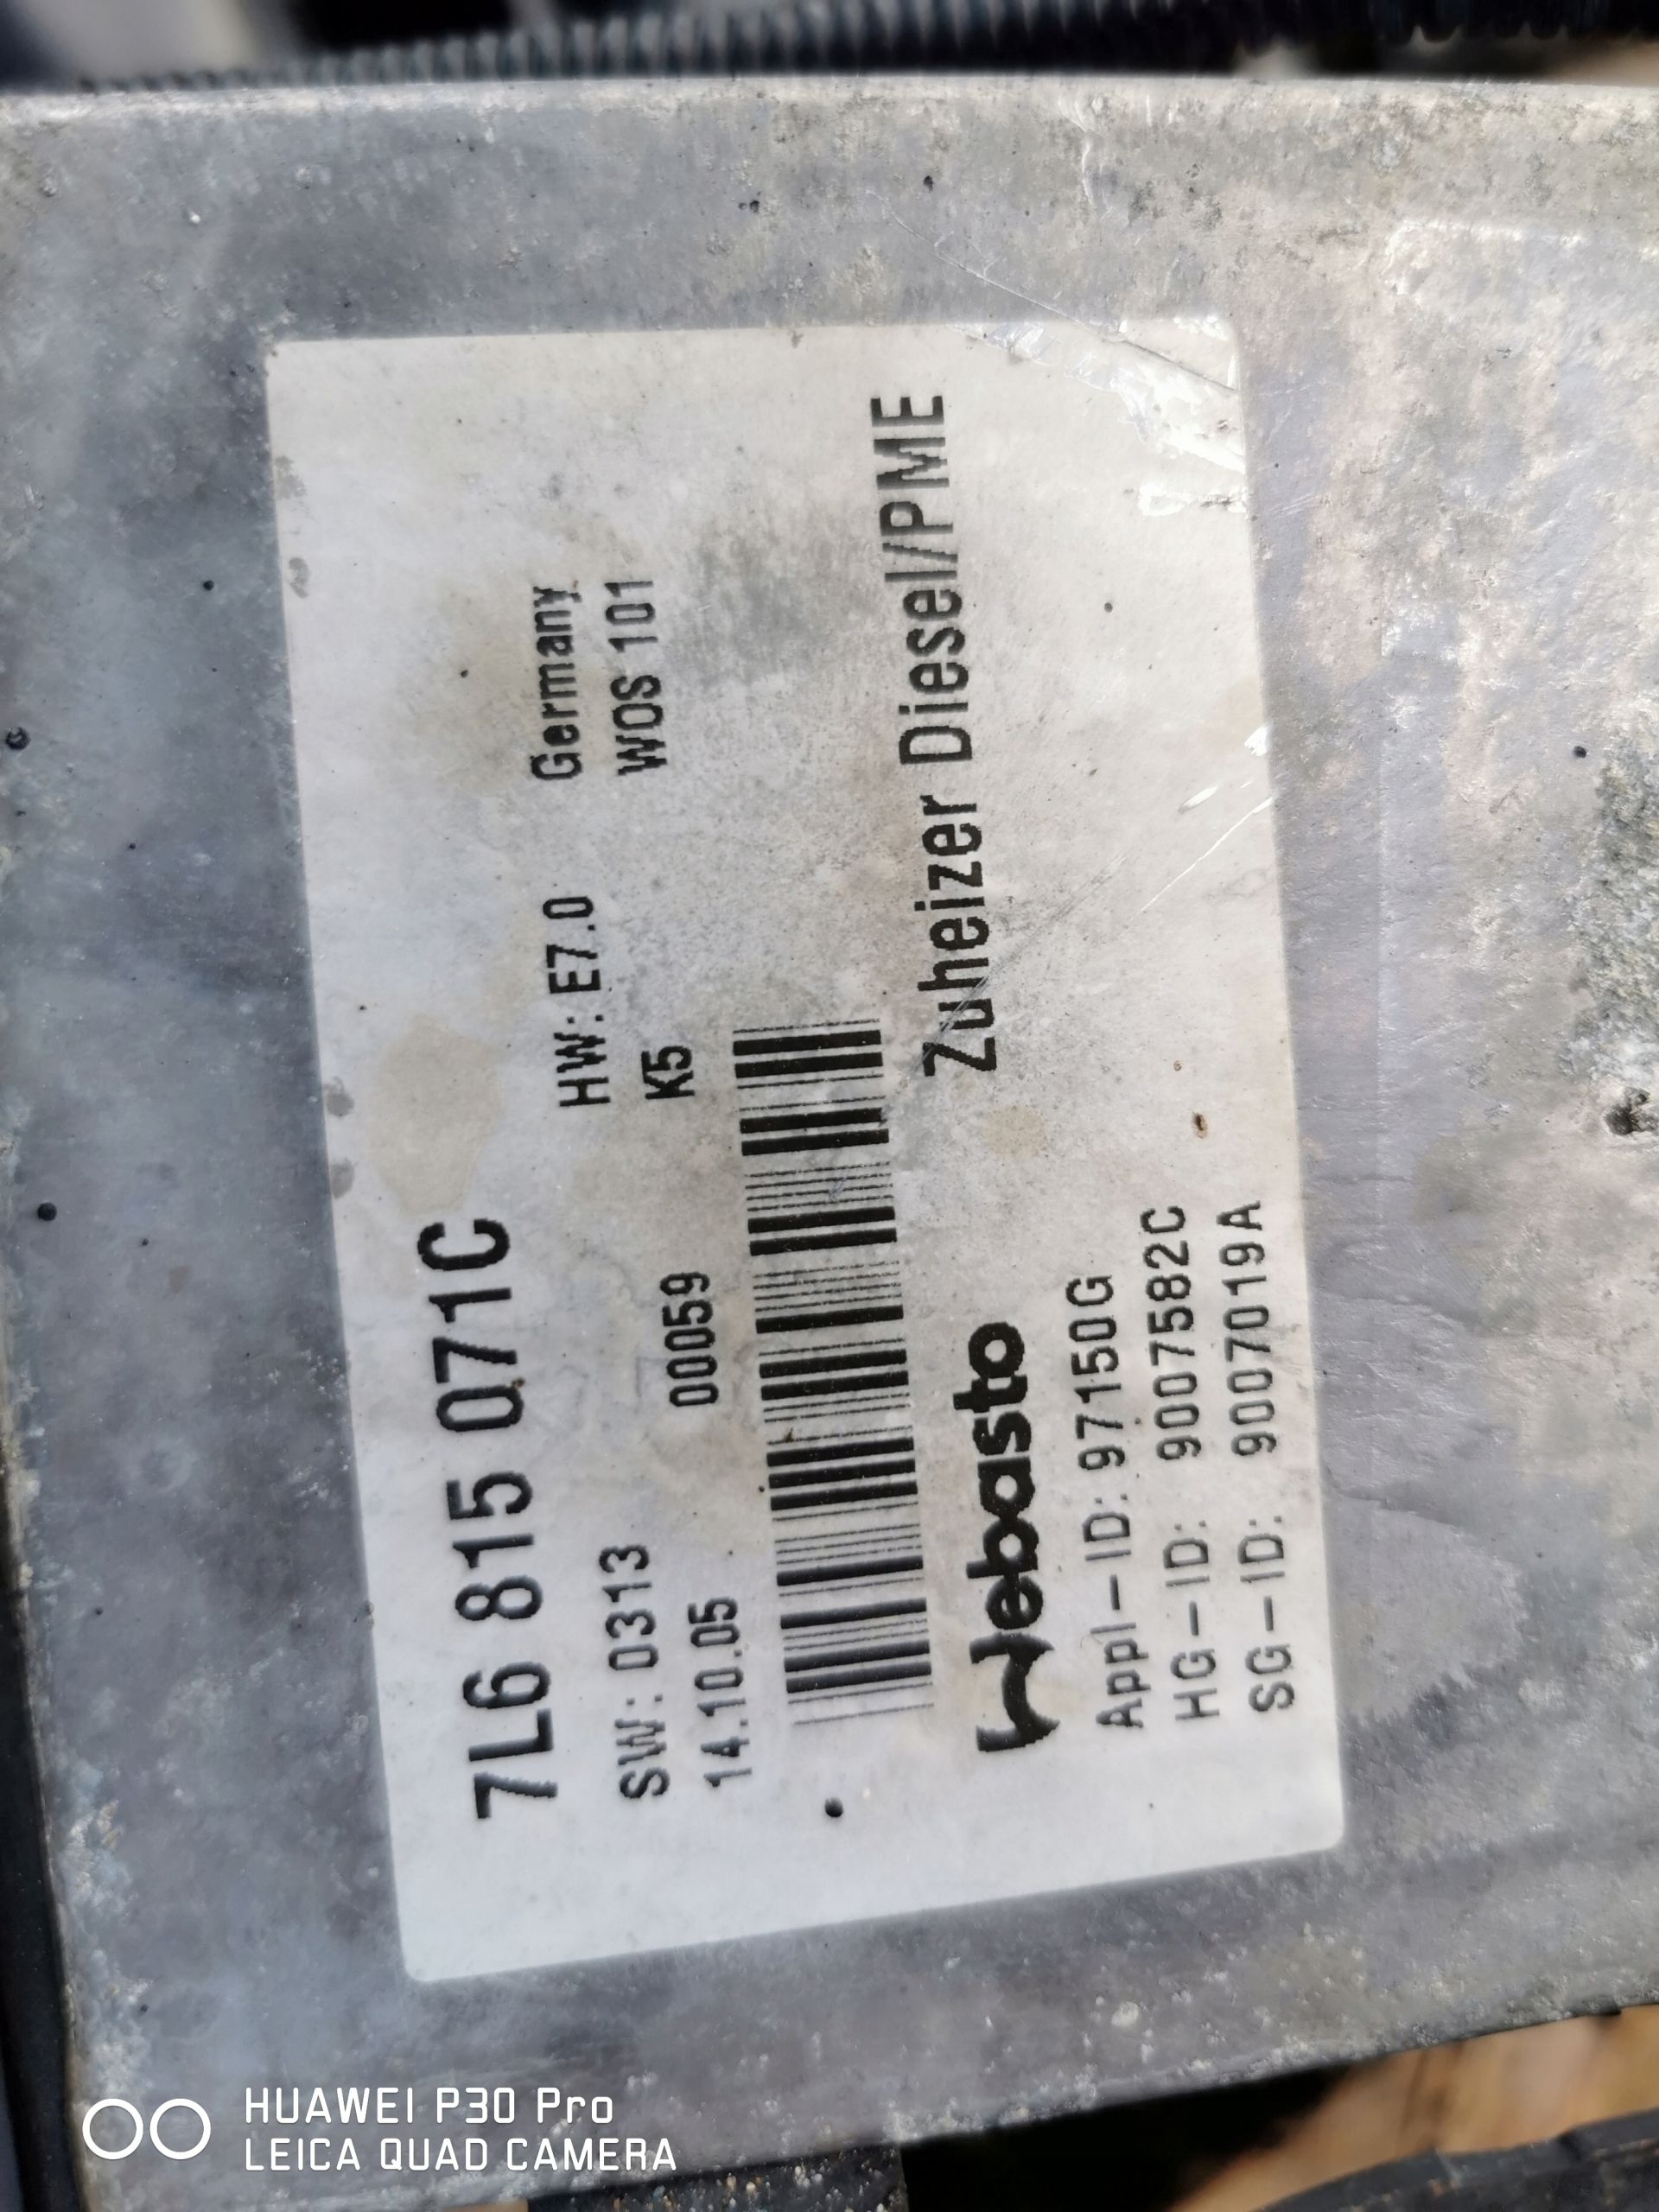 7L6 815 071C
SW: 0313 HW: E7.0 Germany
14.10.05 00059 K5 WOS 101
Webasto Zuheizer Diesel/PME
Appl-ID: 97150G
HG-ID: 9007582C
SG-ID: 9007019A
HUAWEI P30 Pro
LEICA QUAD CAMERA